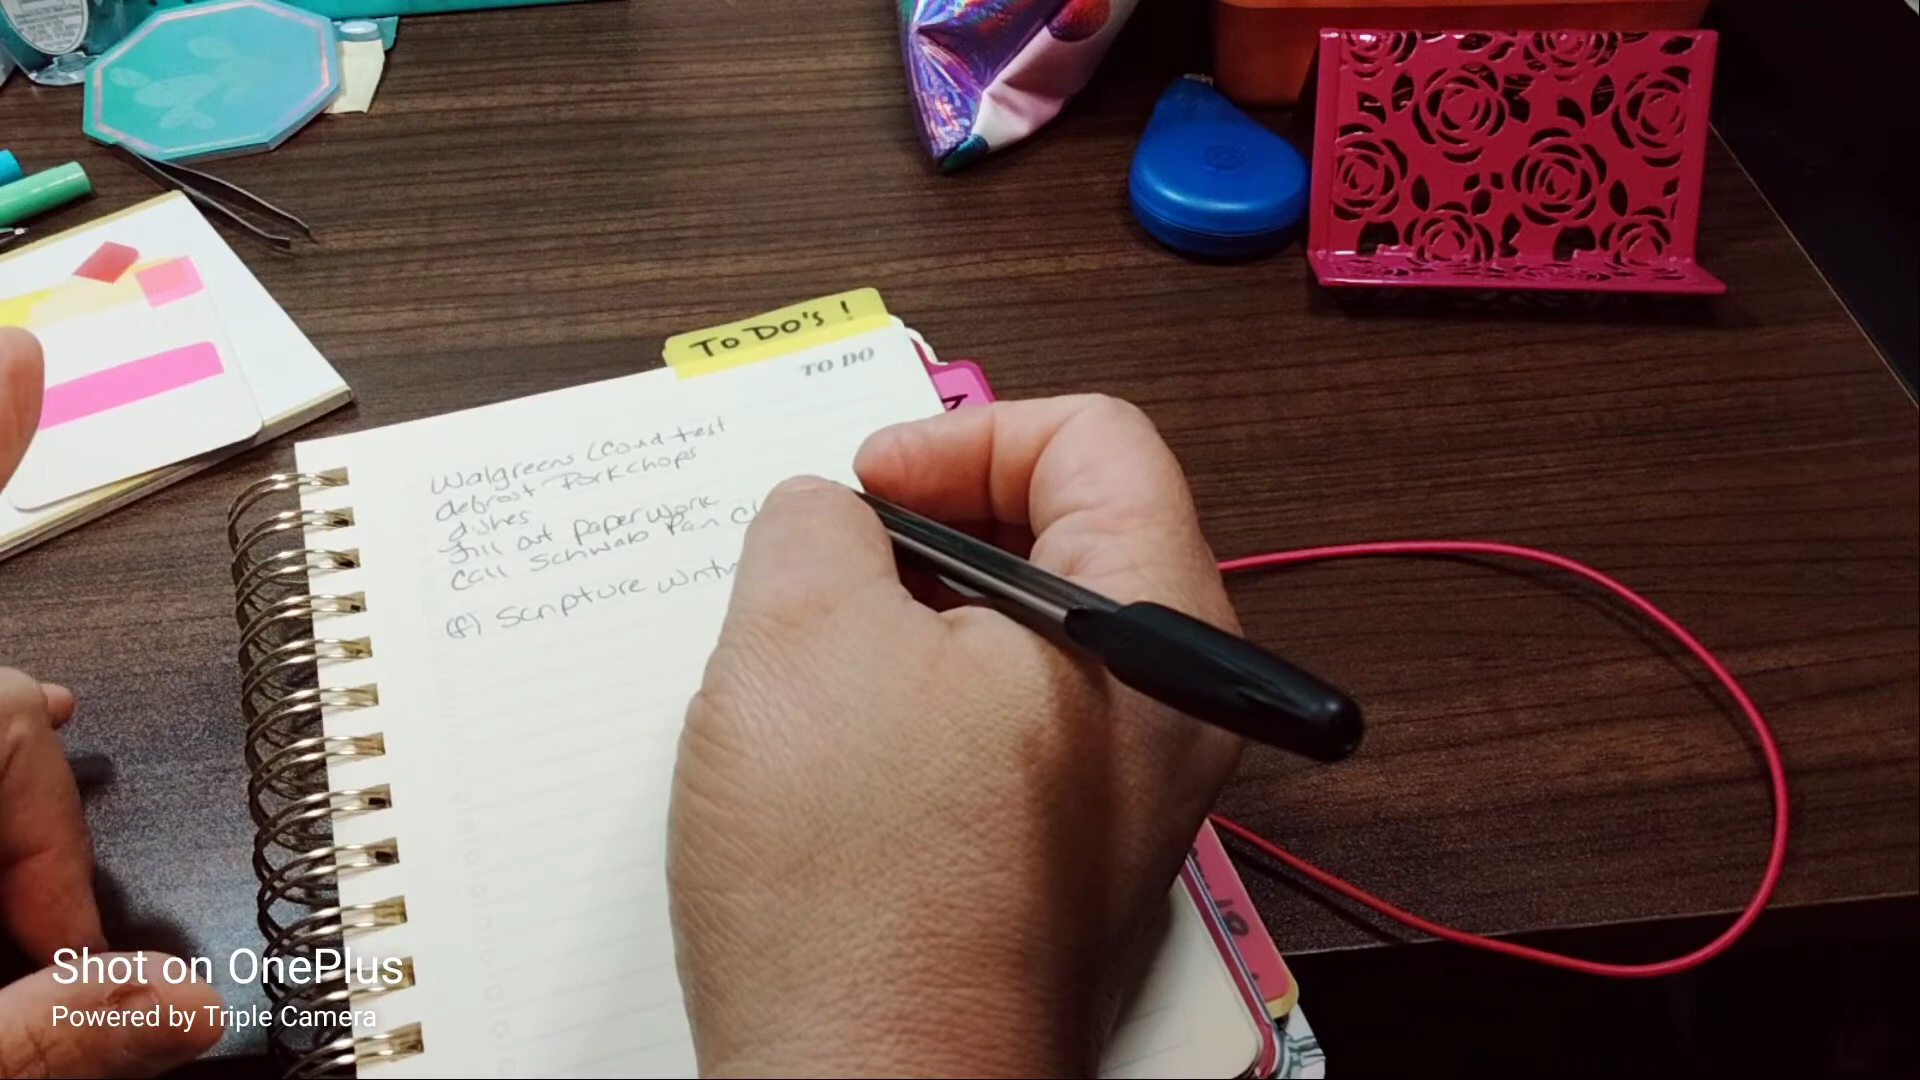 TO DO'S !
TO DO
Walgreens (Covid test
defrost Porkchops
dishes
fill out paperwork
Call Schwab Pan
(f) Scripture
Shot on OnePlus
Powered by Triple Camera